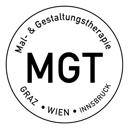 Mal- & Gestaltungstherapie
MGT
GRAZ • WIEN • INNSBRUCK